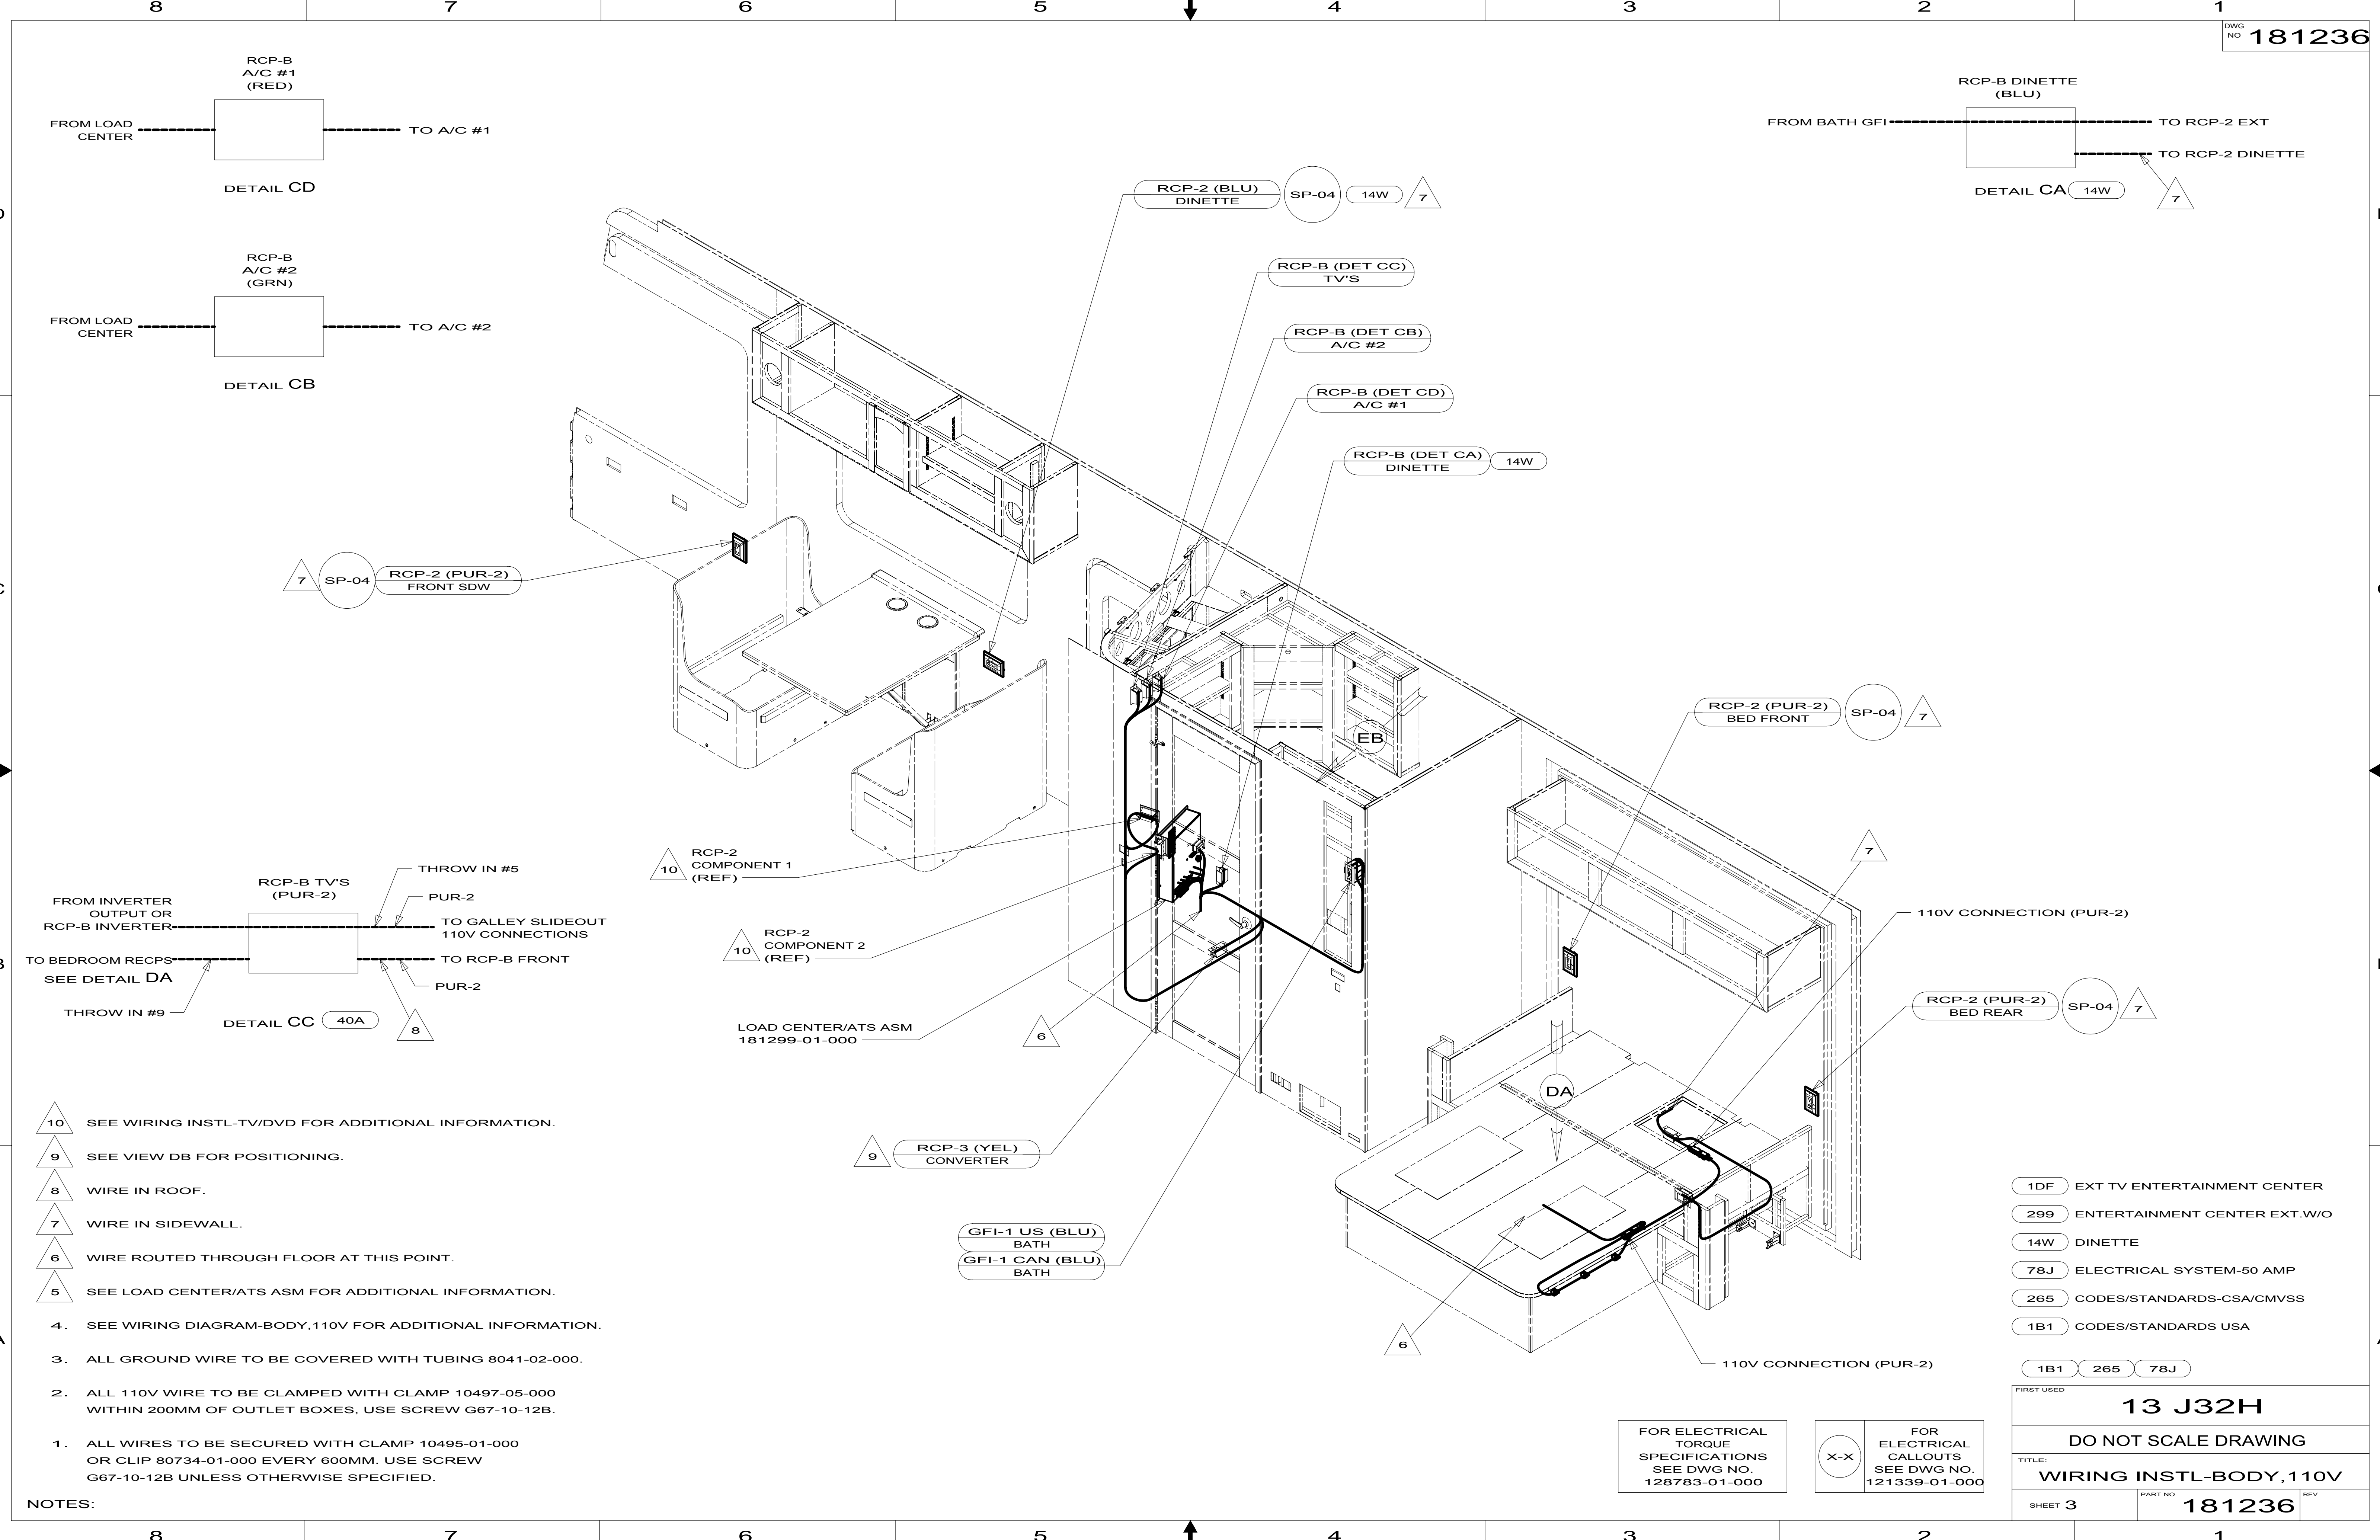 8 7 6 5 4 3 2 1
DWG
NO 181236
RCP-B
A/C #1
(RED)
FROM LOAD
CENTER
TO A/C #1
DETAIL CD
RCP-B
A/C #2
(GRN)
FROM LOAD
CENTER
TO A/C #2
DETAIL CB
RCP-B DINETTE
(BLU)
FROM BATH GFI
TO RCP-2 EXT
TO RCP-2 DINETTE
DETAIL CA 14W
7
RCP-2 (BLU)
DINETTE
SP-04
14W
7
RCP-B (DET CC)
TV'S
RCP-B (DET CB)
A/C #2
RCP-B (DET CD)
A/C #1
RCP-B (DET CA)
DINETTE
14W
7
SP-04
RCP-2 (PUR-2)
FRONT SDW
C
EB
RCP-2 (PUR-2)
BED FRONT
SP-04
7
7
110V CONNECTION (PUR-2)
RCP-2 (PUR-2)
BED REAR
SP-04
7
10
RCP-2
COMPONENT 1
(REF)
10
RCP-2
COMPONENT 2
(REF)
LOAD CENTER/ATS ASM
181299-01-000
6
9
RCP-3 (YEL)
CONVERTER
GFI-1 US (BLU)
BATH
GFI-1 CAN (BLU)
BATH
DA
6
110V CONNECTION (PUR-2)
THROW IN #5
RCP-B TV'S
(PUR-2)
PUR-2
FROM INVERTER
OUTPUT OR
RCP-B INVERTER
TO GALLEY SLIDEOUT
110V CONNECTIONS
TO BEDROOM RECPS
SEE DETAIL DA
TO RCP-B FRONT
PUR-2
THROW IN #9
DETAIL CC 40A
8
B
10 SEE WIRING INSTL-TV/DVD FOR ADDITIONAL INFORMATION.
9 SEE VIEW DB FOR POSITIONING.
8 WIRE IN ROOF.
7 WIRE IN SIDEWALL.
6 WIRE ROUTED THROUGH FLOOR AT THIS POINT.
5 SEE LOAD CENTER/ATS ASM FOR ADDITIONAL INFORMATION.
4. SEE WIRING DIAGRAM-BODY,110V FOR ADDITIONAL INFORMATION.
3. ALL GROUND WIRE TO BE COVERED WITH TUBING 8041-02-000.
2. ALL 110V WIRE TO BE CLAMPED WITH CLAMP 10497-05-000
WITHIN 200MM OF OUTLET BOXES, USE SCREW G67-10-12B.
1. ALL WIRES TO BE SECURED WITH CLAMP 10495-01-000
OR CLIP 80734-01-000 EVERY 600MM. USE SCREW
G67-10-12B UNLESS OTHERWISE SPECIFIED.
NOTES:
1DF EXT TV ENTERTAINMENT CENTER
299 ENTERTAINMENT CENTER EXT.W/O
14W DINETTE
78J ELECTRICAL SYSTEM-50 AMP
265 CODES/STANDARDS-CSA/CMVSS
1B1 CODES/STANDARDS USA
1B1 265 78J
FOR ELECTRICAL
TORQUE
SPECIFICATIONS
SEE DWG NO.
128783-01-000
X-X
FOR
ELECTRICAL
CALLOUTS
SEE DWG NO.
121339-01-000
FIRST USED
13 J32H
DO NOT SCALE DRAWING
TITLE:
WIRING INSTL-BODY,110V
SHEET 3
PART NO 181236
REV
8 7 6 5 4 3 2 1